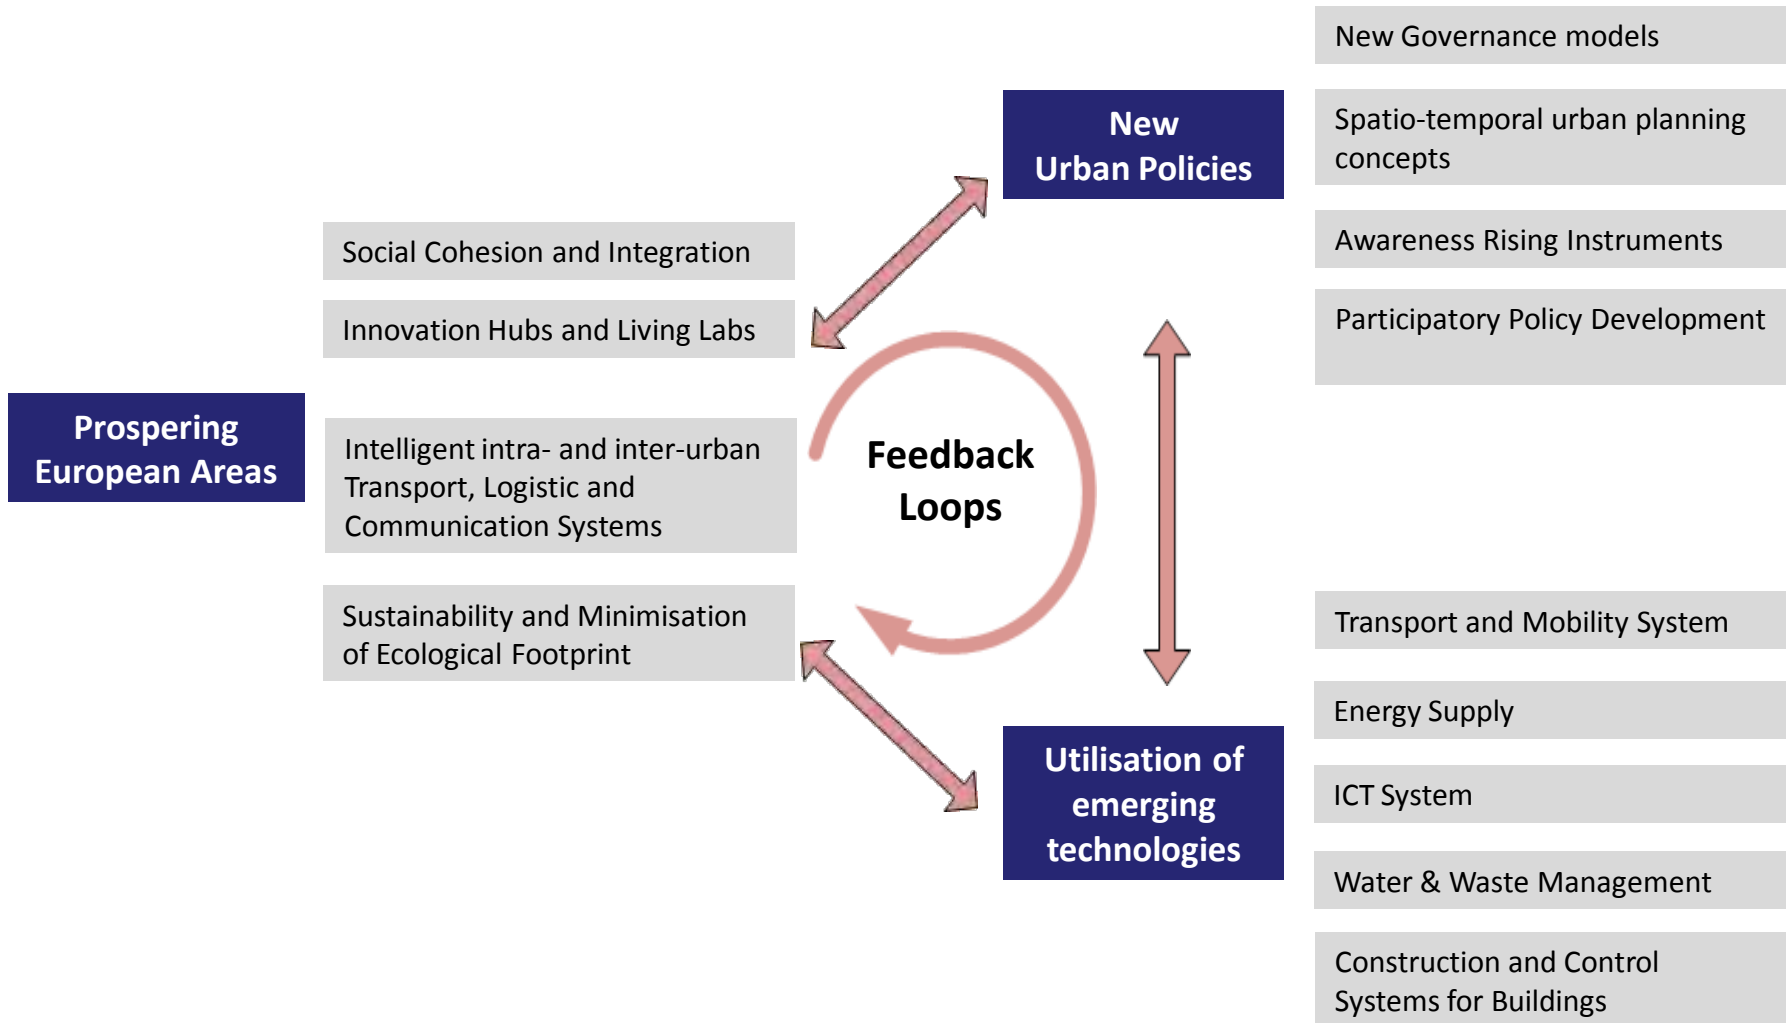 Prospering
European Areas
Social Cohesion and Integration
Innovation Hubs and Living Labs
Intelligent intra- and inter-urban
Transport, Logistic and
Communication Systems
Sustainability and Minimisation
of Ecological Footprint
Feedback
Loops
New
Urban Policies
New Governance models
Spatio-temporal urban planning
concepts
Awareness Rising Instruments
Participatory Policy Development
Utilisation of
emerging
technologies
Transport and Mobility System
Energy Supply
ICT System
Water & Waste Management
Construction and Control
Systems for Buildings